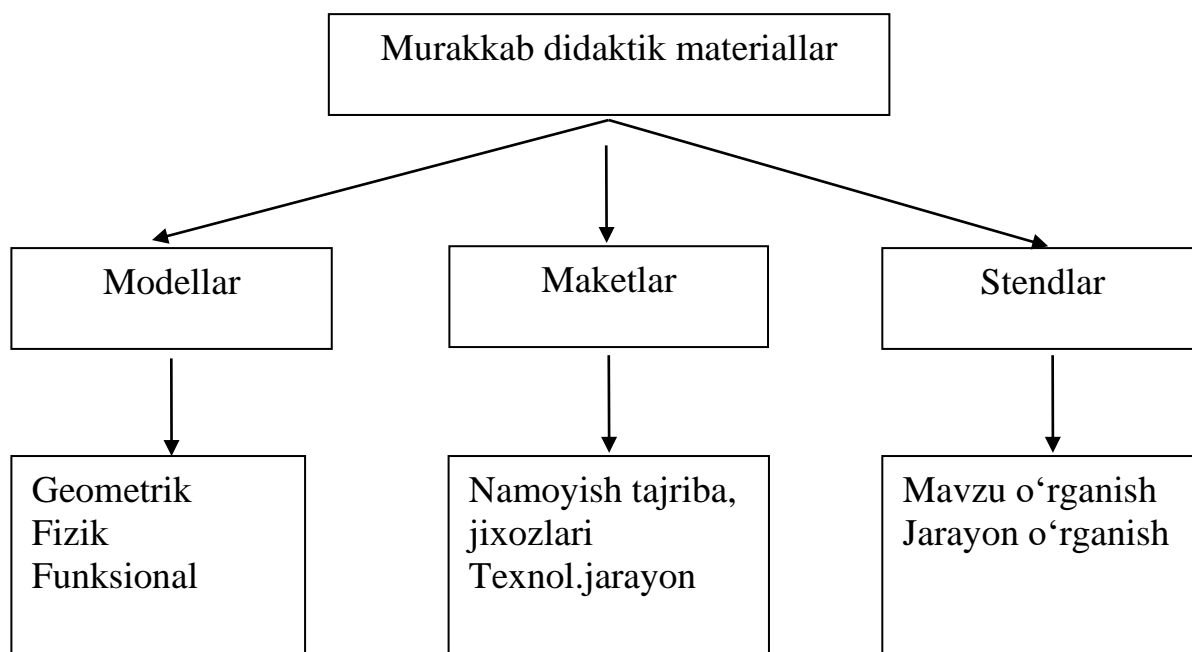 Murakkab didaktik materiallar
Modellar
Maketlar
Stendlar
Geometrik
Fizik
Funksional
Namoyish tajriba,
jixozlari
Texnol.jarayon
Mavzu o‘rganish
Jarayon o‘rganish